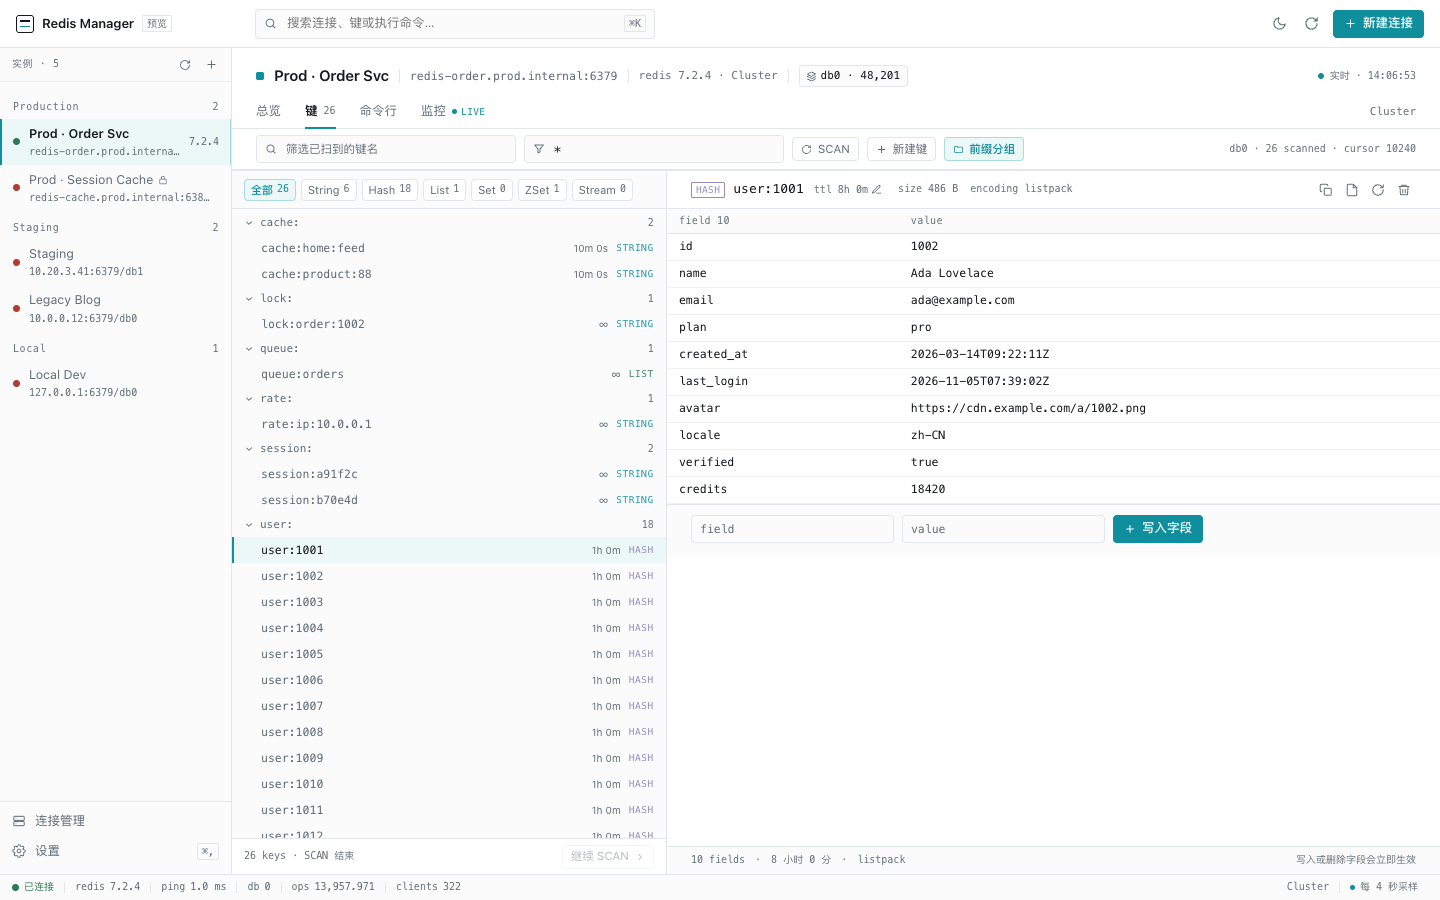 Redis Manager 预览
搜索连接、键或执行命令... ⌘K
新建连接
实例 · 5
Production 2
Prod · Order Svc
redis-order.prod.interna… 7.2.4
Prod · Session Cache
redis-cache.prod.internal:638…
Staging 2
Staging
10.20.3.41:6379/db1
Legacy Blog
10.0.0.12:6379/db0
Local 1
Local Dev
127.0.0.1:6379/db0
连接管理
设置 ⌘,
Prod · Order Svc redis-order.prod.internal:6379 redis 7.2.4 · Cluster db0 · 48,201 实时 · 14:06:53
总览 键 26 命令行 监控 LIVE Cluster
筛选已扫到的键名 * SCAN 新建键 前缀分组 db0 · 26 scanned · cursor 10240
全部 26 String 6 Hash 18 List 1 Set 0 ZSet 1 Stream 0
cache: 2
cache:home:feed 10m 0s STRING
cache:product:88 10m 0s STRING
lock: 1
lock:order:1002 ∞ STRING
queue: 1
queue:orders ∞ LIST
rate: 1
rate:ip:10.0.0.1 ∞ STRING
session: 2
session:a91f2c ∞ STRING
session:b70e4d ∞ STRING
user: 18
user:1001 1h 0m HASH
user:1002 1h 0m HASH
user:1003 1h 0m HASH
user:1004 1h 0m HASH
user:1005 1h 0m HASH
user:1006 1h 0m HASH
user:1007 1h 0m HASH
user:1008 1h 0m HASH
user:1009 1h 0m HASH
user:1010 1h 0m HASH
user:1011 1h 0m HASH
user:1012 1h 0m HASH
26 keys · SCAN 结束 继续 SCAN
HASH user:1001 ttl 8h 0m size 486 B encoding listpack
field 10 value
id 1002
name Ada Lovelace
email ada@example.com
plan pro
created_at 2026-03-14T09:22:11Z
last_login 2026-11-05T07:39:02Z
avatar https://cdn.example.com/a/1002.png
locale zh-CN
verified true
credits 18420
field value 写入字段
10 fields · 8 小时 0 分 · listpack 写入或删除字段会立即生效
已连接 redis 7.2.4 ping 1.0 ms db 0 ops 13,957.971 clients 322 Cluster 每 4 秒采样